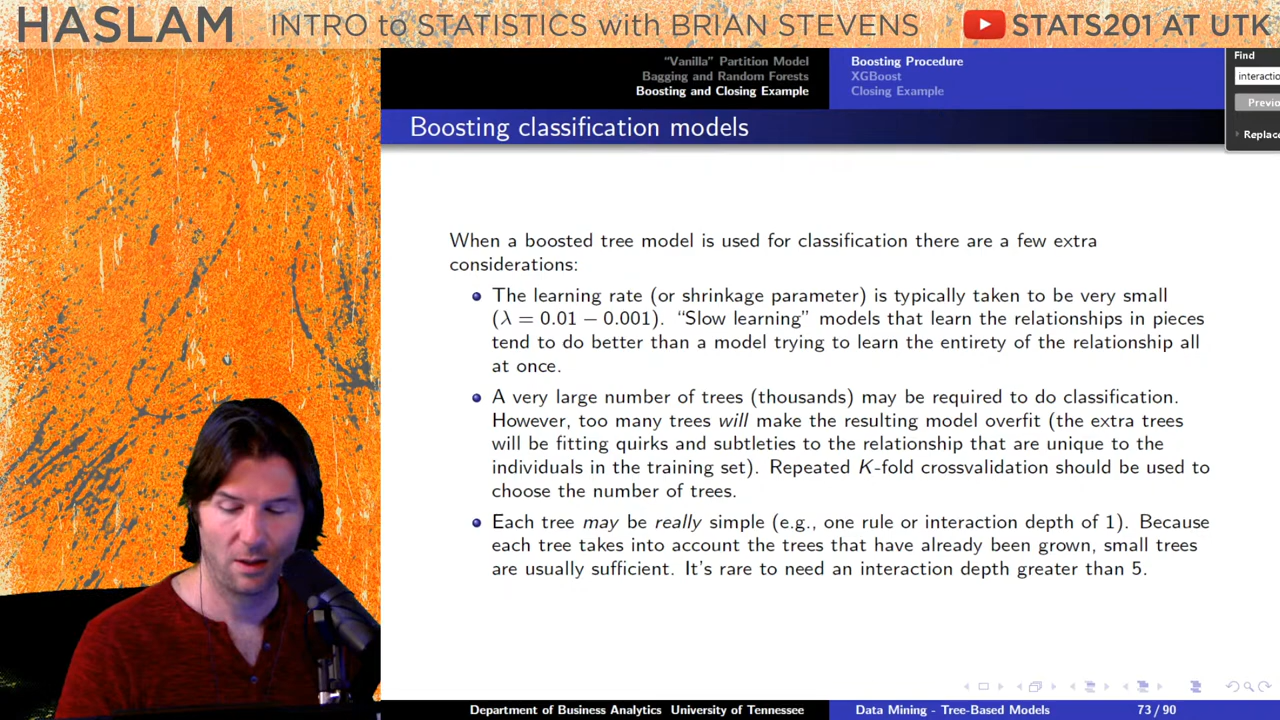 HASLAM INTRO to STATISTICS with BRIAN STEVENS STATS201 AT UTK
"Vanilla" Partition Model
Bagging and Random Forests
Boosting and Closing Example
Boosting Procedure
XGBoost
Closing Example
Find
interactio
Previo
Replace
Boosting classification models
When a boosted tree model is used for classification there are a few extra
considerations:
The learning rate (or shrinkage parameter) is typically taken to be very small
(λ = 0.01 − 0.001). "Slow learning" models that learn the relationships in pieces
tend to do better than a model trying to learn the entirety of the relationship all
at once.
A very large number of trees (thousands) may be required to do classification.
However, too many trees will make the resulting model overfit (the extra trees
will be fitting quirks and subtleties to the relationship that are unique to the
individuals in the training set). Repeated K-fold crossvalidation should be used to
choose the number of trees.
Each tree may be really simple (e.g., one rule or interaction depth of 1). Because
each tree takes into account the trees that have already been grown, small trees
are usually sufficient. It's rare to need an interaction depth greater than 5.
Department of Business Analytics University of Tennessee Data Mining - Tree-Based Models 73 / 90